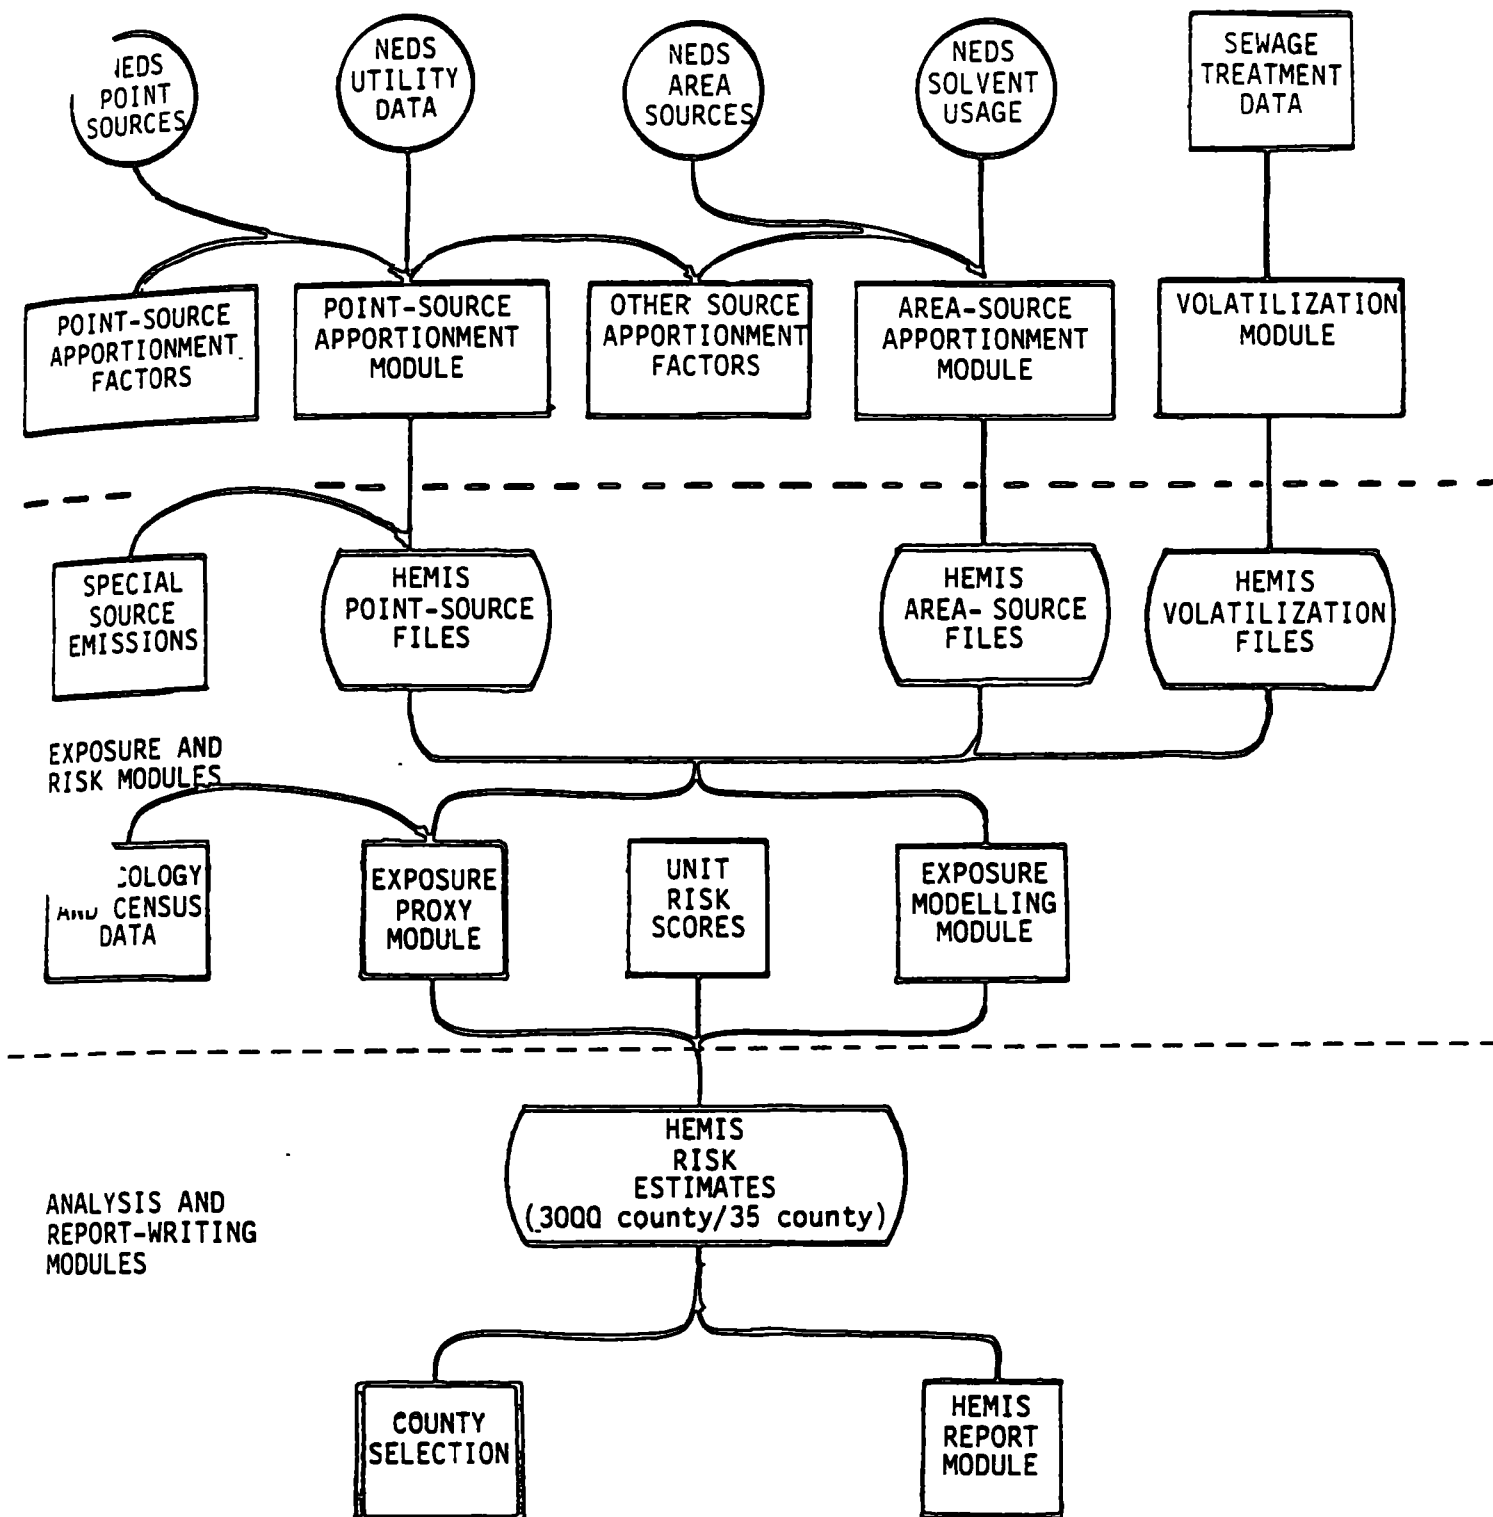 POINT
SOURCES
NEDS
UTILITY
DATA
NEDS
AREA
SOURCES
NEDS
SOLVENT
USAGE
SEWAGE
TREATMENT
DATA
POINT-SOURCE
APPORTIONMENT
FACTORS
POINT-SOURCE
APPORTIONMENT
MODULE
OTHER SOURCE
APPORTIONMENT
FACTORS
AREA-SOURCE
APPORTIONMENT
MODULE
VOLATILIZATION
MODULE
SPECIAL
SOURCE
EMISSIONS
HEMIS
POINT-SOURCE
FILES
HEMIS
AREA- SOURCE
FILES
HEMIS
VOLATILIZATION
FILES
EXPOSURE AND
RISK MODULES
CENSUS
DATA
EXPOSURE
PROXY
MODULE
UNIT
RISK
SCORES
EXPOSURE
MODELLING
MODULE
HEMIS
RISK
ESTIMATES
(3000 county/35 county)
ANALYSIS AND
REPORT-WRITING
MODULES
COUNTY
SELECTION
HEMIS
REPORT
MODULE